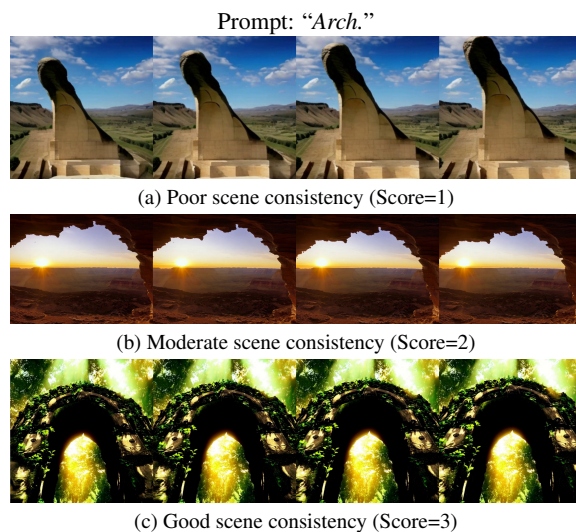 Prompt: “Arch.”
(a) Poor scene consistency (Score=1)
(b) Moderate scene consistency (Score=2)
(c) Good scene consistency (Score=3)